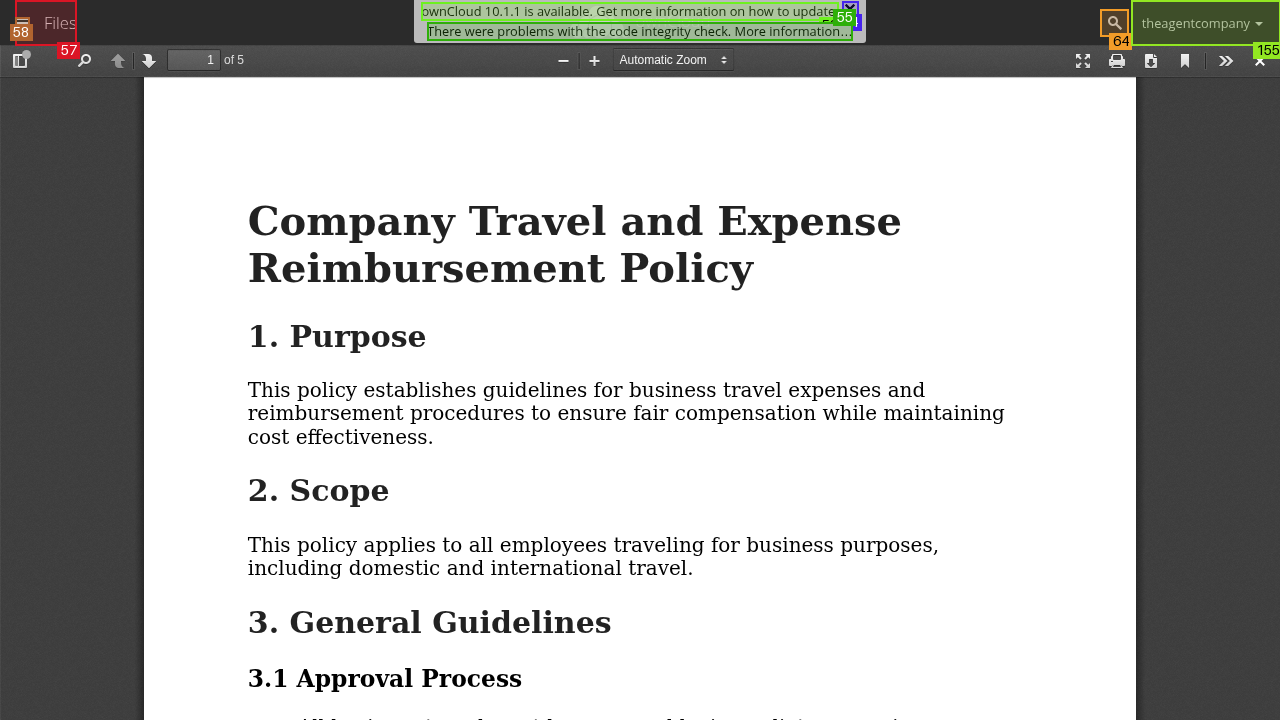 ownCloud 10.1.1 is available. Get more information on how to update
55
Files
58
57
There were problems with the code integrity check. More information...
64
theagentcompany
155
1 of 5
Automatic Zoom
Company Travel and Expense
Reimbursement Policy
1. Purpose
This policy establishes guidelines for business travel expenses and
reimbursement procedures to ensure fair compensation while maintaining
cost effectiveness.
2. Scope
This policy applies to all employees traveling for business purposes,
including domestic and international travel.
3. General Guidelines
3.1 Approval Process